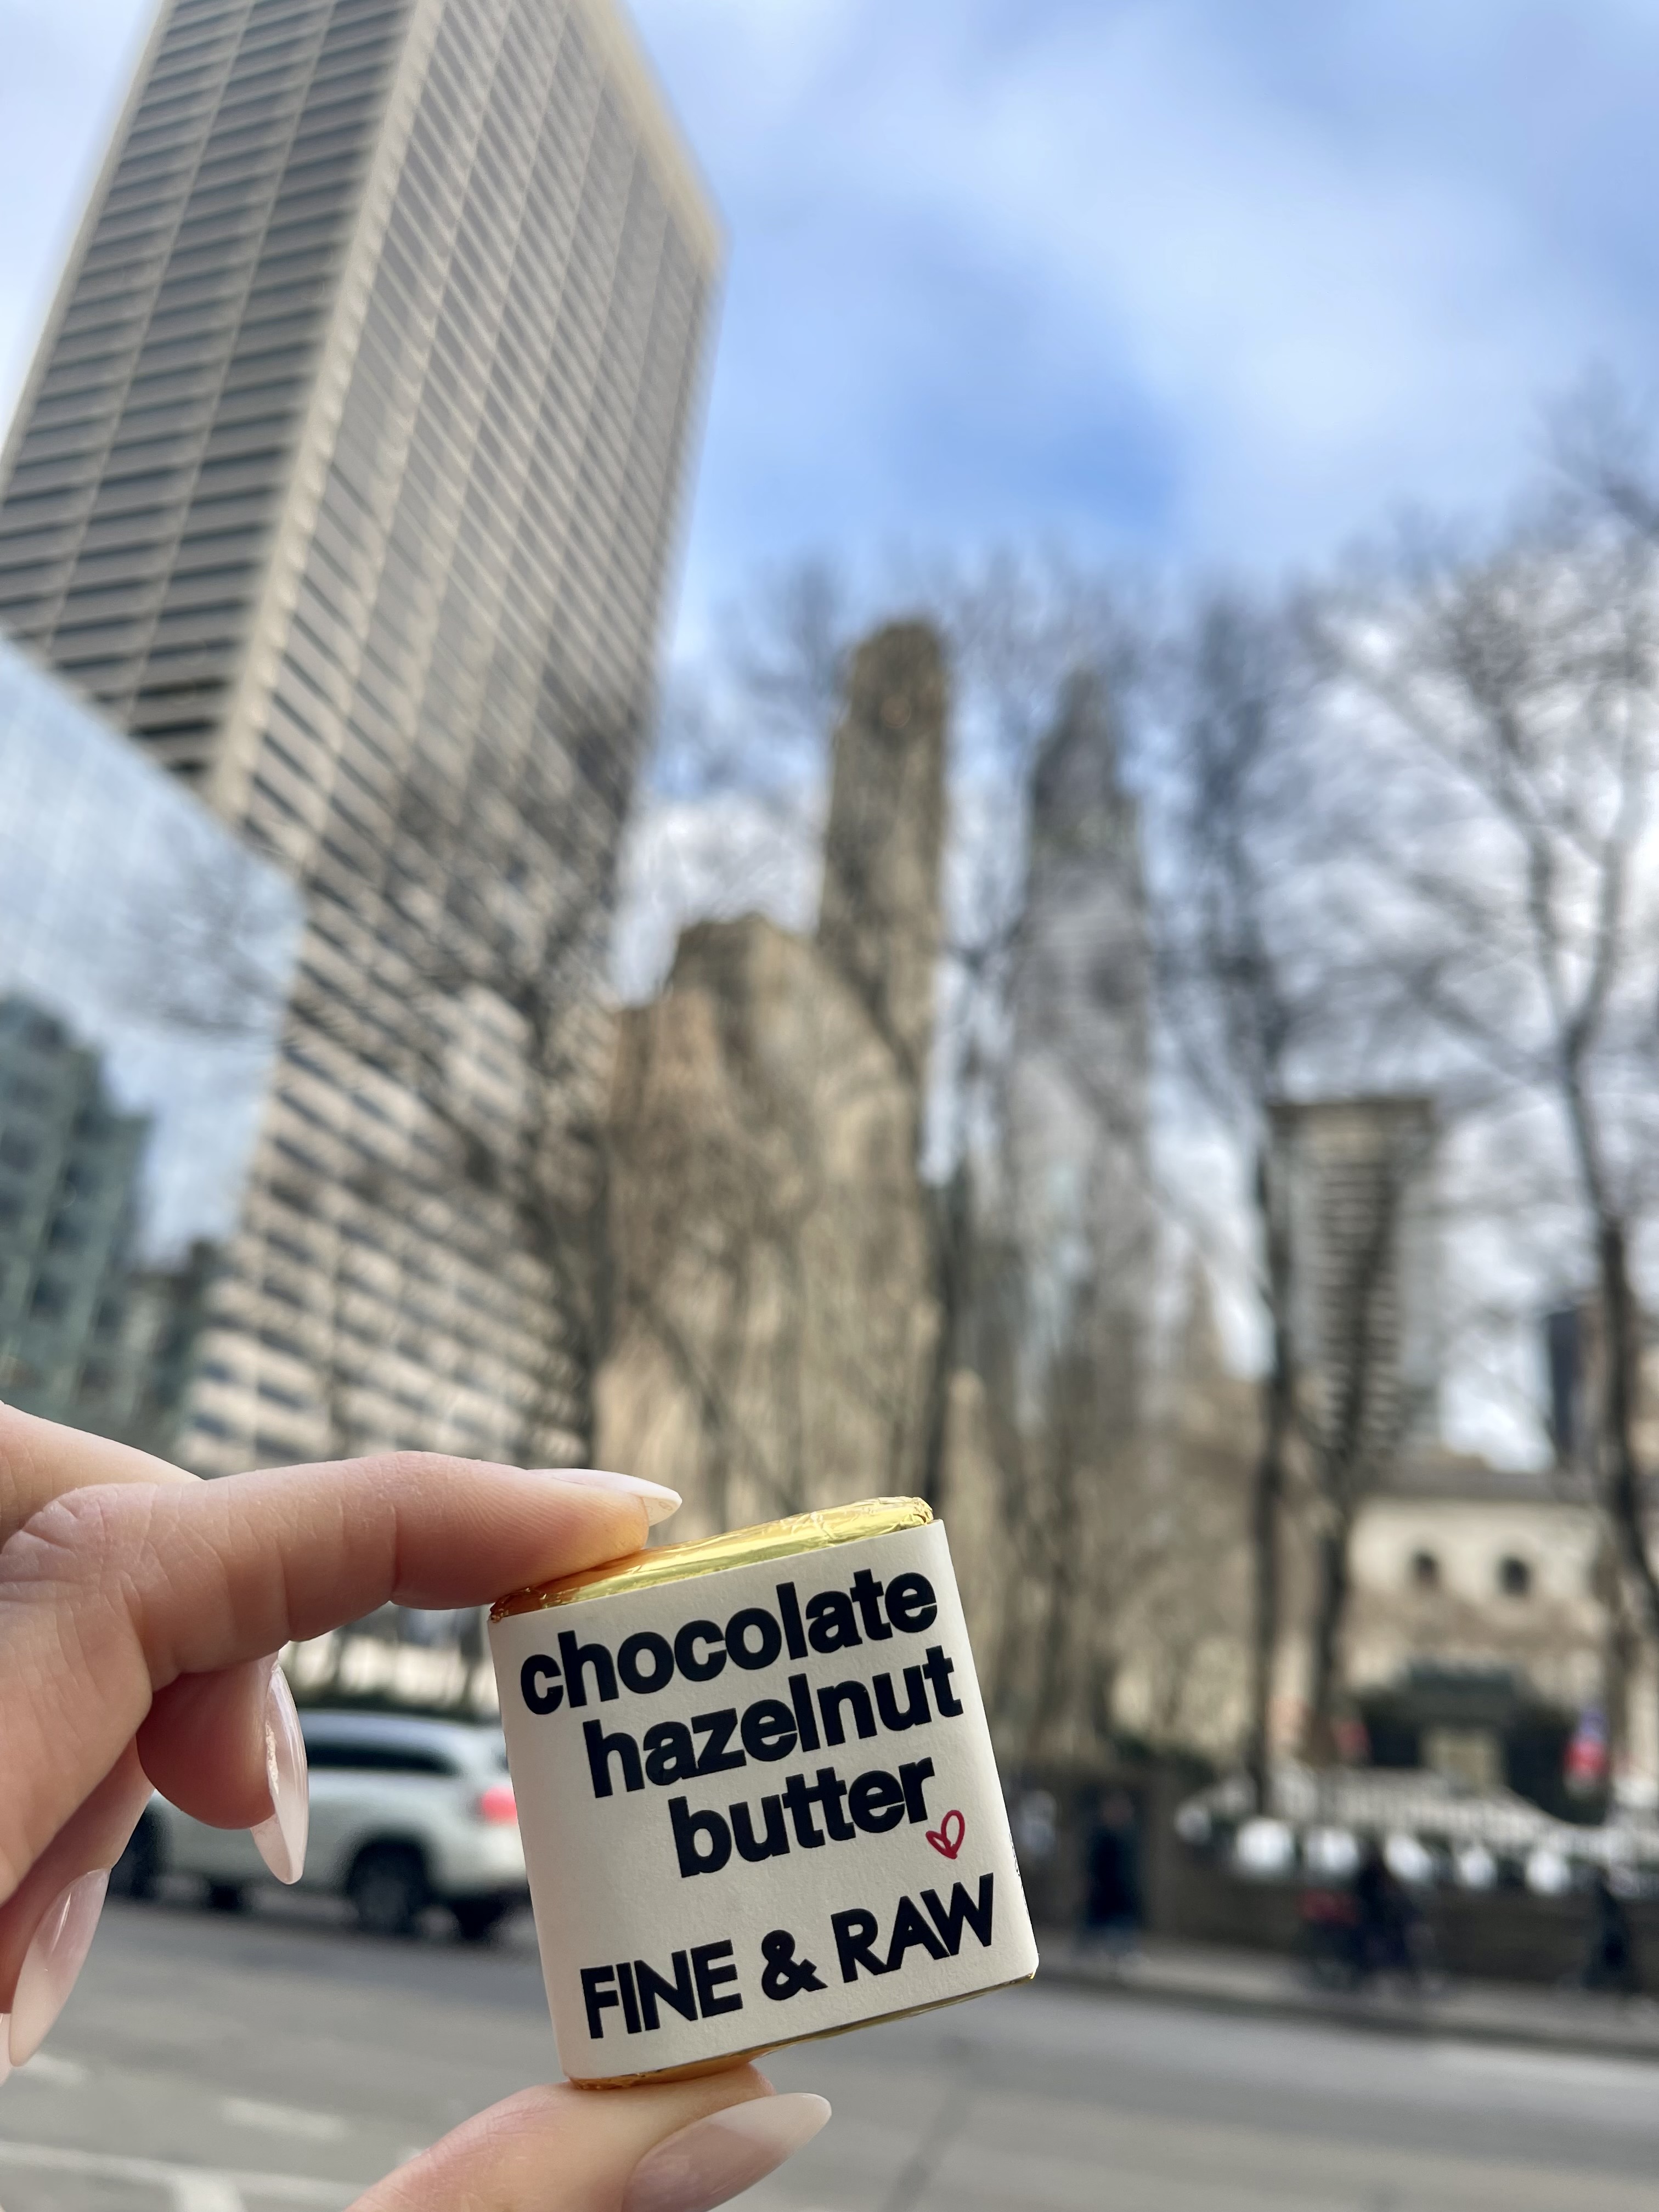 chocolate
hazelnut
butter
FINE & RAW